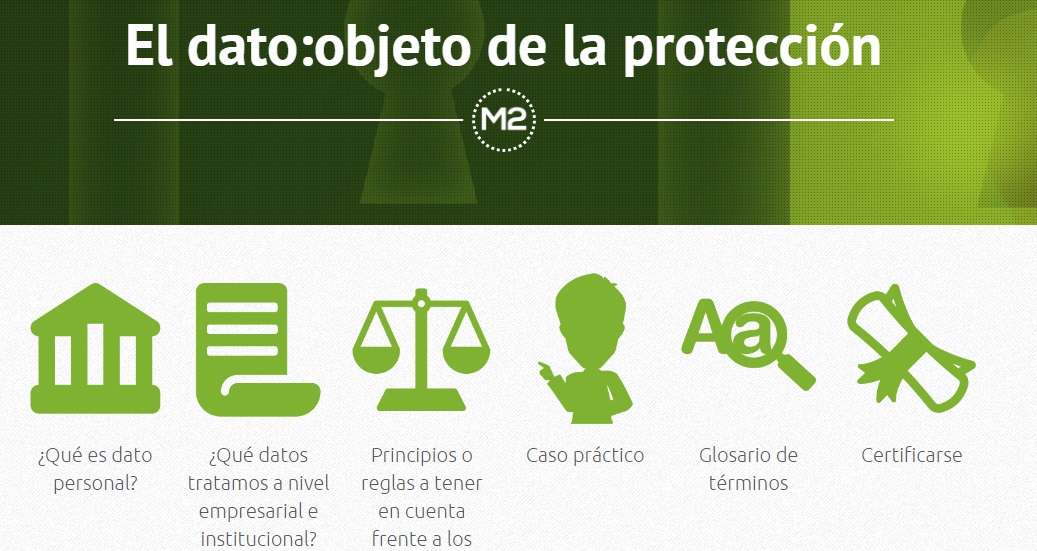 El dato:objeto de la protección
M2
Aa
¿Qué es dato
personal?
¿Qué datos
tratamos a nivel
empresarial e
institucional?
Principios o
reglas a tener
en cuenta
frente a los
Caso práctico
Glosario de
términos
Certificarse